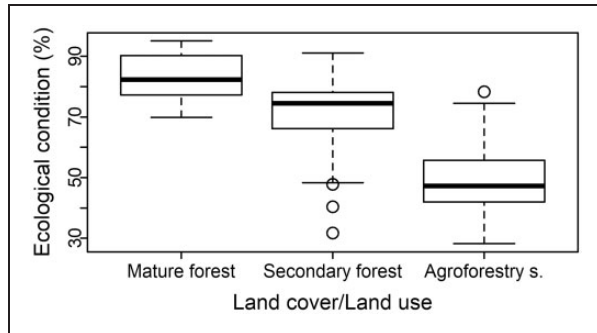 Ecological condition (%)
90
70
50
30
Mature forest Secondary forest Agroforestry s.
Land cover/Land use